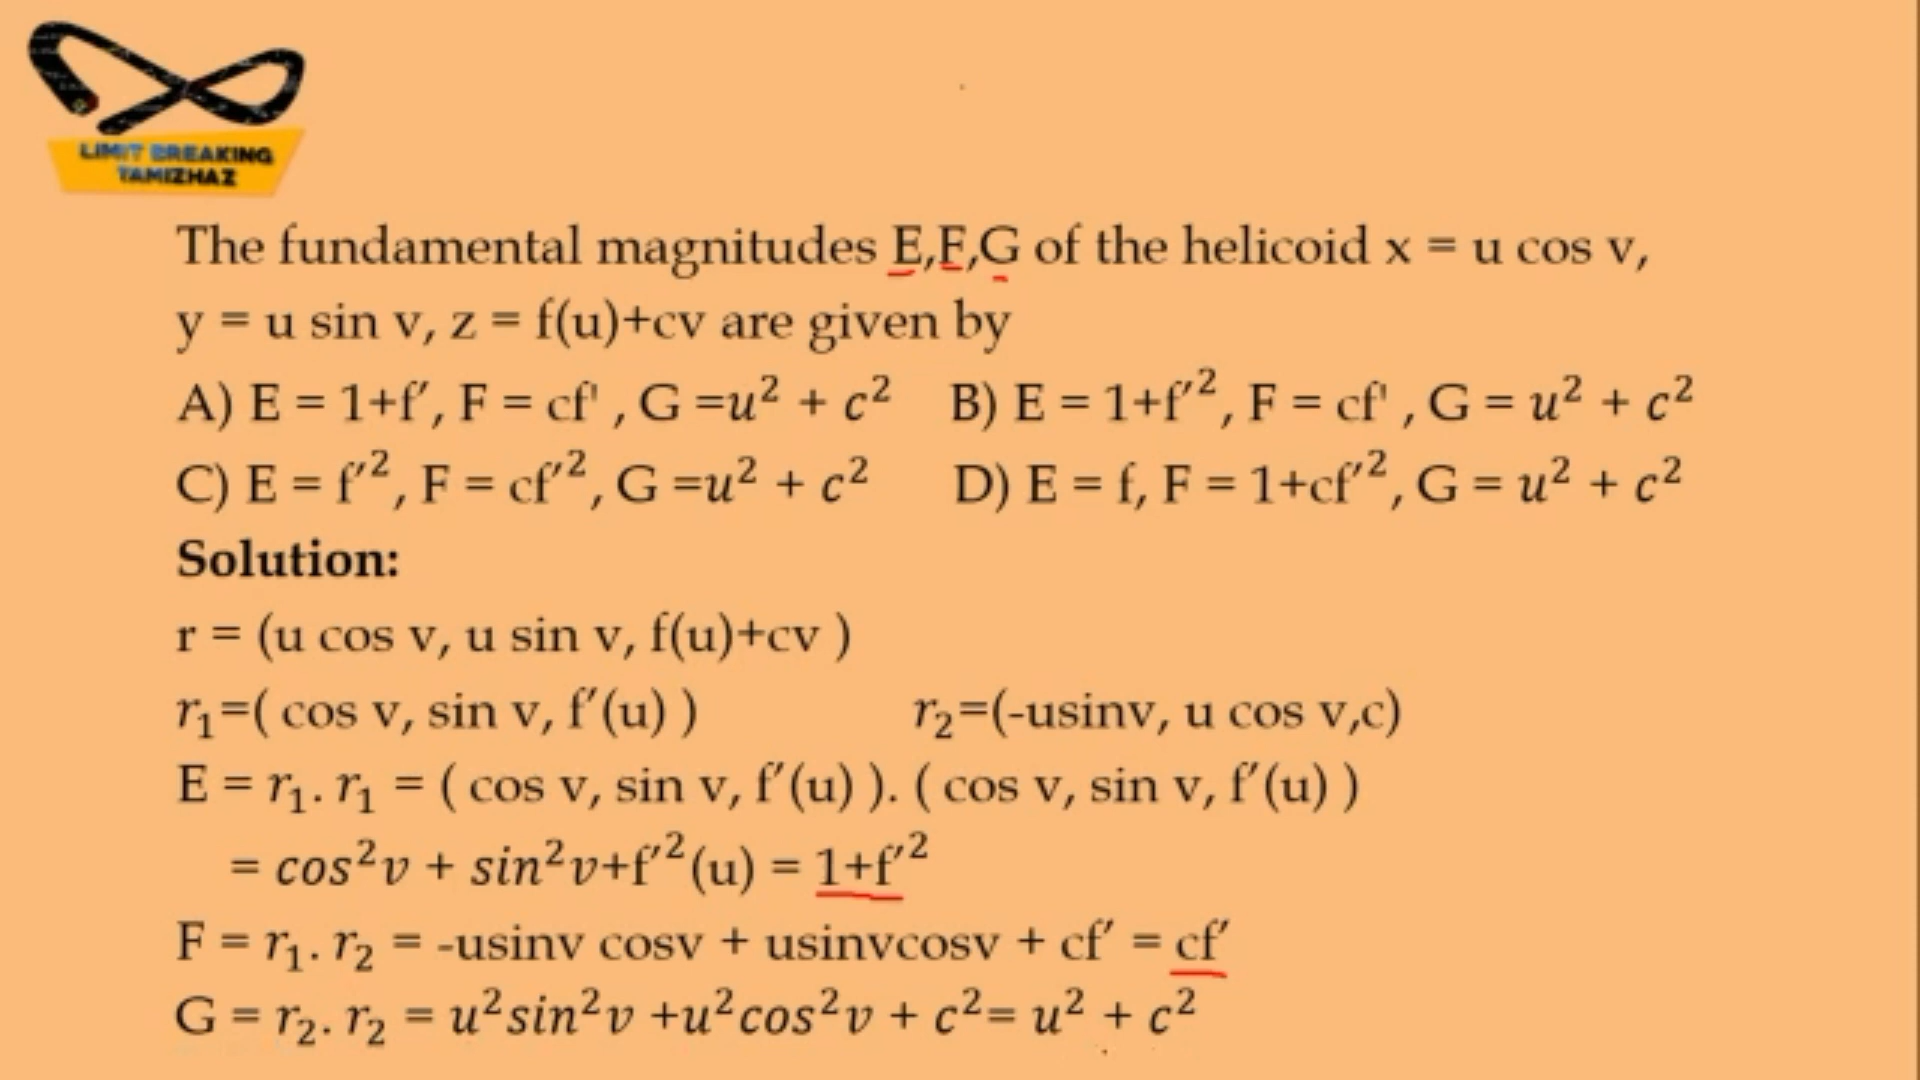 LIMIT BREAKING
TAMIZHAZ
The fundamental magnitudes E,F,G of the helicoid x = u cos v,
y = u sin v, z = f(u)+cv are given by
A) E = 1+f′, F = cf' , G =u² + c² B) E = 1+f′², F = cf' , G = u² + c²
C) E = f′², F = cf′², G =u² + c² D) E = f, F = 1+cf′², G = u² + c²
Solution:
r = (u cos v, u sin v, f(u)+cv )
r₁=( cos v, sin v, f′(u) ) r₂=(-usinv, u cos v,c)
E = r₁. r₁ = ( cos v, sin v, f′(u) ). ( cos v, sin v, f′(u) )
= cos²v + sin²v+f′²(u) = 1+f′²
F = r₁. r₂ = -usinv cosv + usinvcosv + cf′ = cf′
G = r₂. r₂ = u²sin²v +u²cos²v + c²= u² + c²